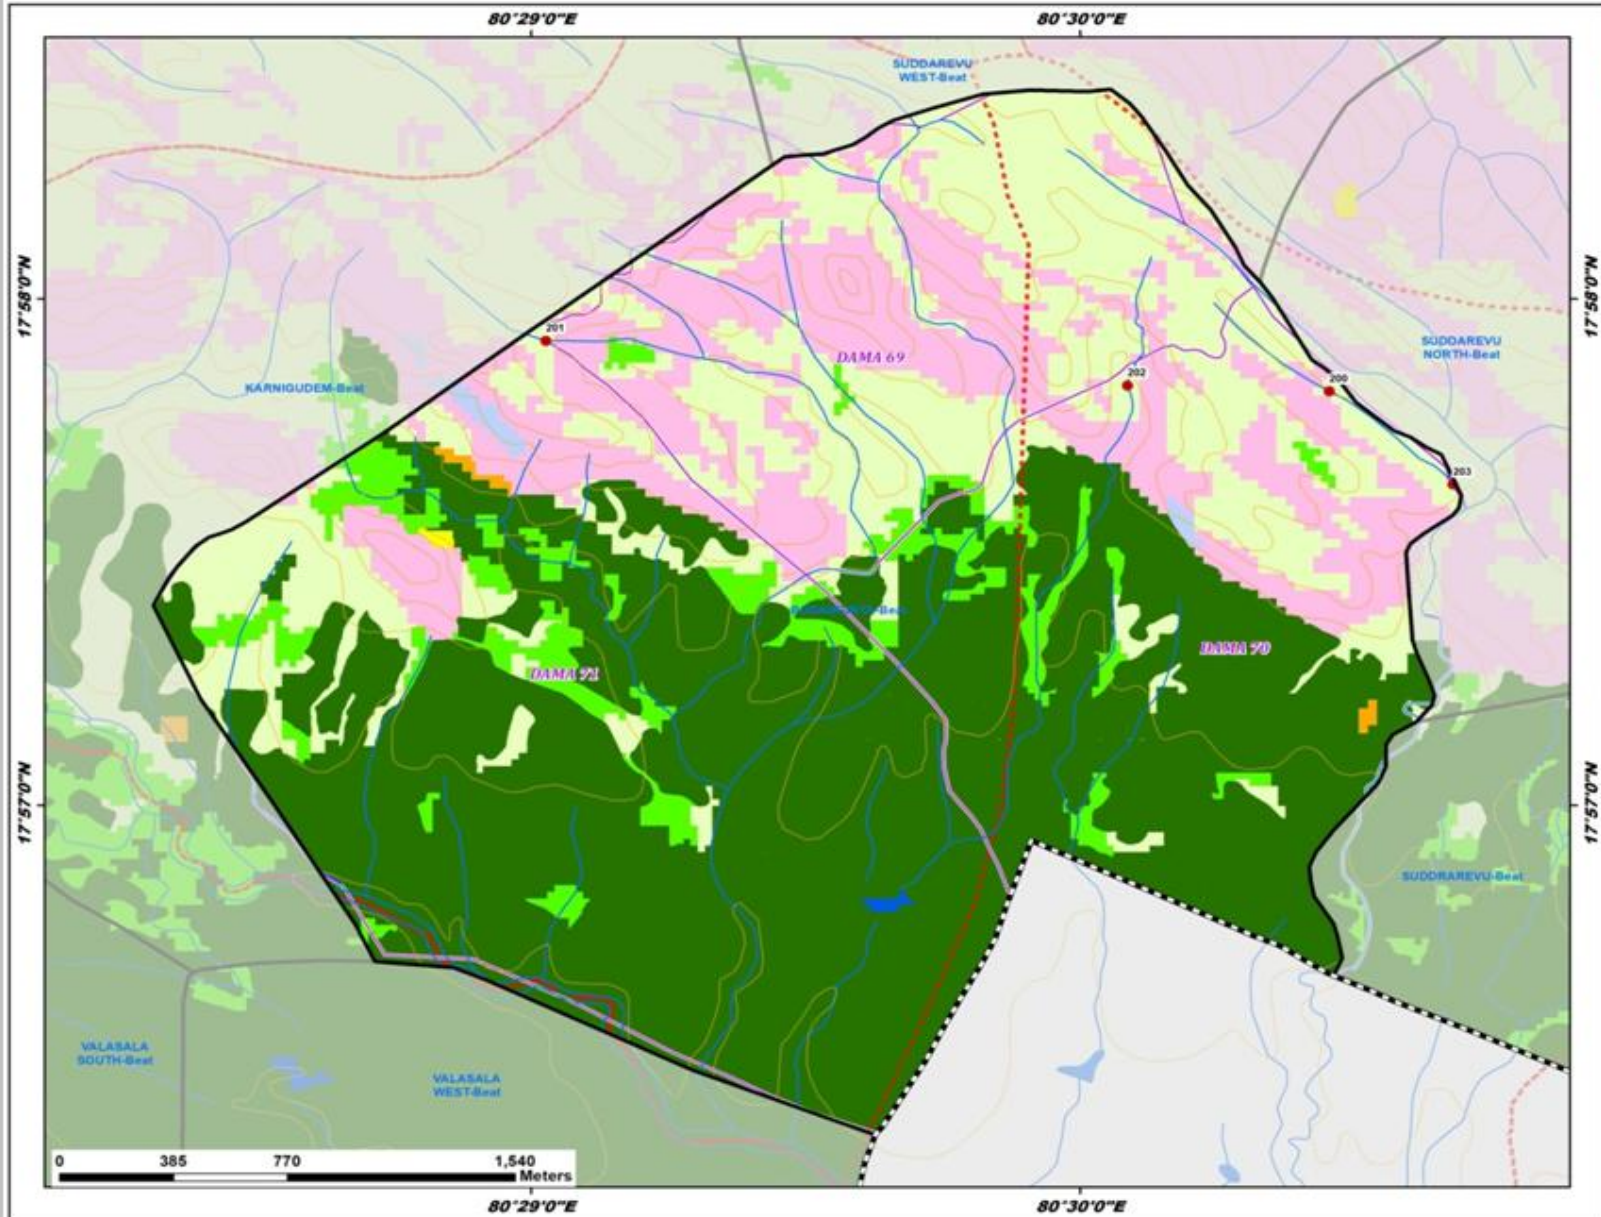 80°29'0"E
80°30'0"E
SUDDAREVU
WEST-Beat
17°58'0"N
17°58'0"N
201
SUDDAREVU
NORTH-Beat
DAMA 69
202
200
KARNIGUDEM-Beat
203
DAMA 70
DAMA 71
17°57'0"N
17°57'0"N
SUDDRAREVU-Beat
VALASALA
SOUTH-Beat
VALASALA
WEST-Beat
0 385 770 1,540
Meters
80°29'0"E
80°30'0"E